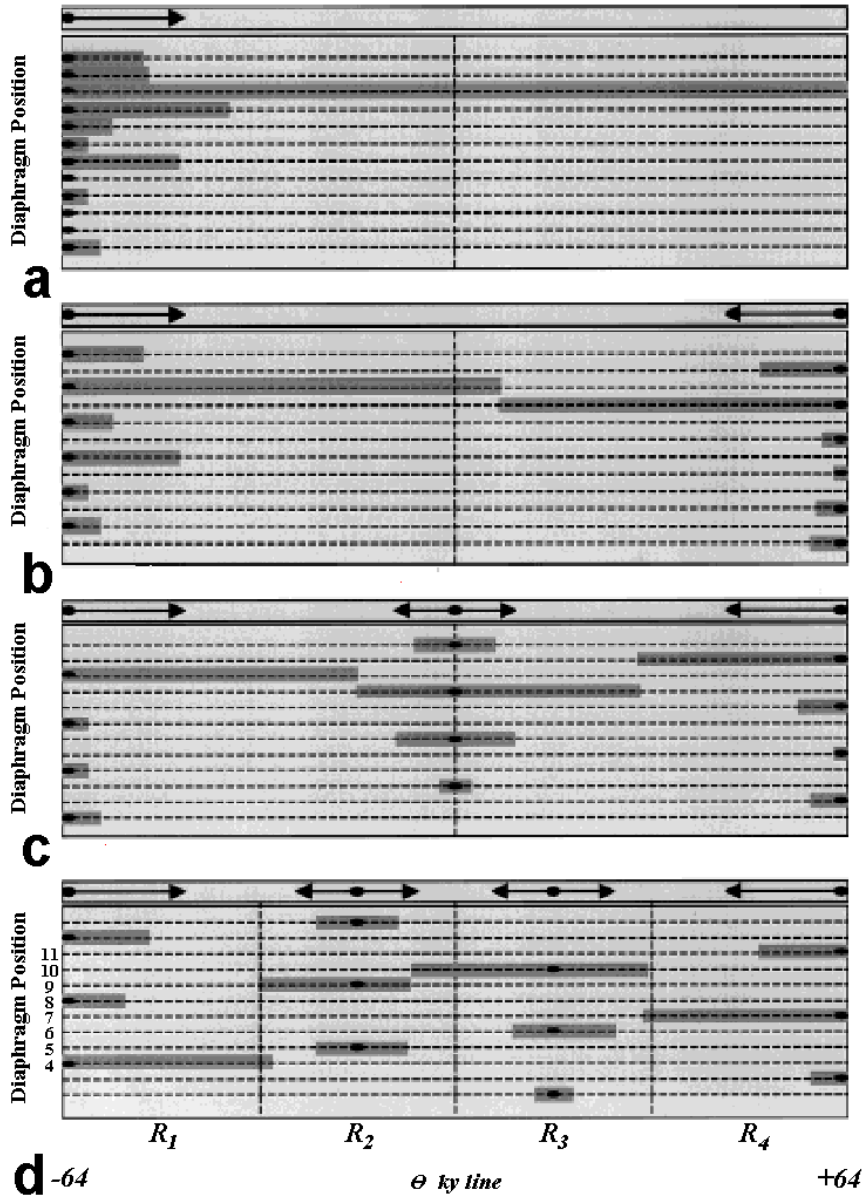 Diaphragm Position
a
Diaphragm Position
b
Diaphragm Position
c
Diaphragm Position
11
10
9
8
7
6
5
4
R1 R2 R3 R4
d -64 Θ ky line +64